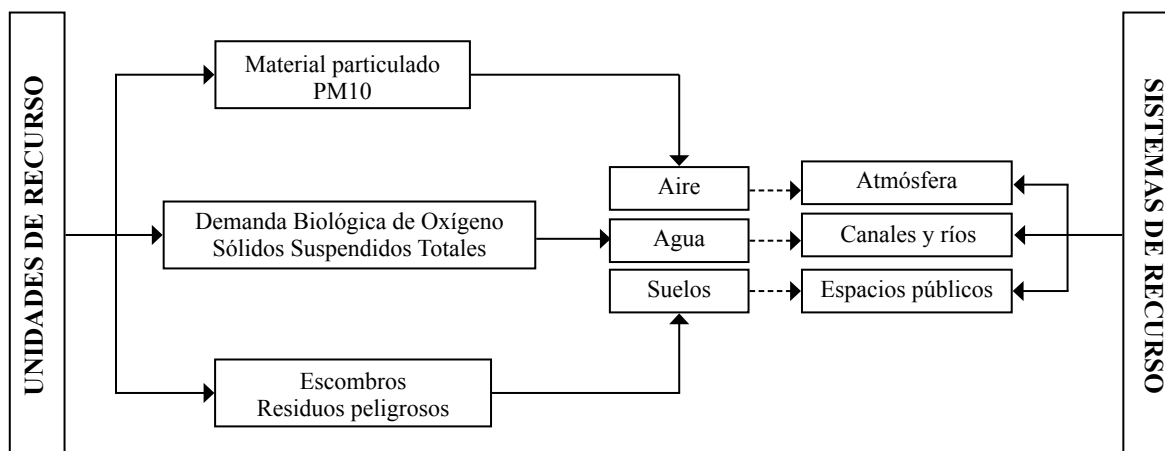 UNIDADES DE RECURSO
Material particulado
PM10
Demanda Biológica de Oxígeno
Sólidos Suspendidos Totales
Escombros
Residuos peligrosos
Aire
Agua
Suelos
Atmósfera
Canales y ríos
Espacios públicos
SISTEMAS DE RECURSO